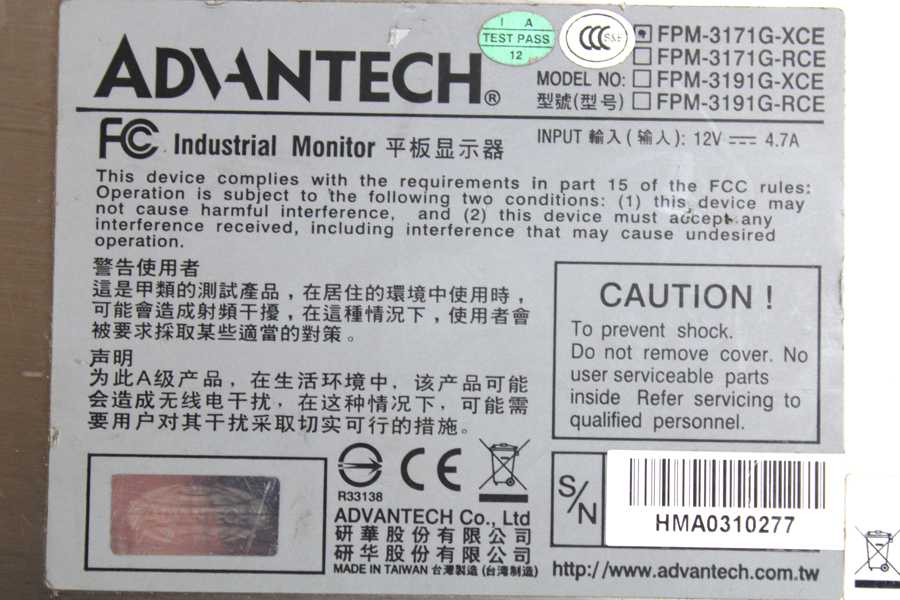 I A
TEST PASS
12
CCC S&E
ADVANTECH®
MODEL NO:
型號(型号)
FPM-3171G-XCE
FPM-3171G-RCE
FPM-3191G-XCE
FPM-3191G-RCE
FC Industrial Monitor 平板显示器
INPUT 輸入(输人): 12V 4.7A
This device complies with the requirements in part 15 of the FCC rules:
Operation is subject to the following two conditions: (1) this device may
not cause harmful interference, and (2) this device must accept any
interference received, including interference that may cause undesired
operation.
警告使用者
這是甲類的測試產品,在居住的環境中使用時,
可能會造成射頻干擾,在這種情況下,使用者會
被要求採取某些適當的對策。
声明
为此A级产品,在生活环境中,该产品可能
会造成无线电干扰,在这种情况下,可能需
要用户对其干扰采取切实可行的措施。
CAUTION !
To prevent shock.
Do not remove cover. No
user serviceable parts
inside Refer servicing to
qualified personnel.
R33138
CE
ADVANTECH Co., Ltd
研華股份有限公司
研华股份有限公司
MADE IN TAIWAN 台灣製造 (台湾制造)
S/N
HMA0310277
http://www.advantech.com.tw